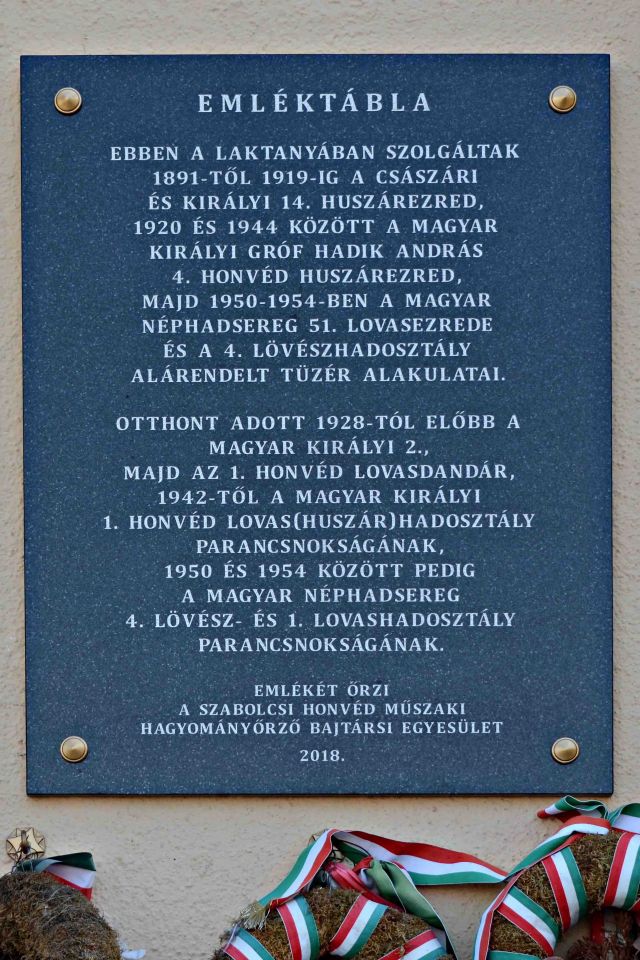 EMLÉKTÁBLA
EBBEN A LAKTANYÁBAN SZOLGÁLTAK
1891-TŐL 1919-IG A CSÁSZÁRI
ÉS KIRÁLYI 14. HUSZÁREZRED,
1920 ÉS 1944 KÖZÖTT A MAGYAR
KIRÁLYI GRÓF HADIK ANDRÁS
4. HONVÉD HUSZÁREZRED,
MAJD 1950-1954-BEN A MAGYAR
NÉPHADSEREG 51. LOVASEZREDE
ÉS A 4. LÖVÉSZHADOSZTÁLY
ALÁRENDELT TÜZÉR ALAKULATAI.
OTTHONT ADOTT 1928-TÓL ELŐBB A
MAGYAR KIRÁLYI 2.,
MAJD AZ 1. HONVÉD LOVASDANDÁR,
1942-TŐL A MAGYAR KIRÁLYI
1. HONVÉD LOVAS(HUSZÁR)HADOSZTÁLY
PARANCSNOKSÁGÁNAK,
1950 ÉS 1954 KÖZÖTT PEDIG
A MAGYAR NÉPHADSEREG
4. LÖVÉSZ- ÉS 1. LOVASHADOSZTÁLY
PARANCSNOKSÁGÁNAK.
EMLÉKÉT ŐRZI
A SZABOLCSI HONVÉD MŰSZAKI
HAGYOMÁNYŐRZŐ BAJTÁRSI EGYESÜLET
2018.